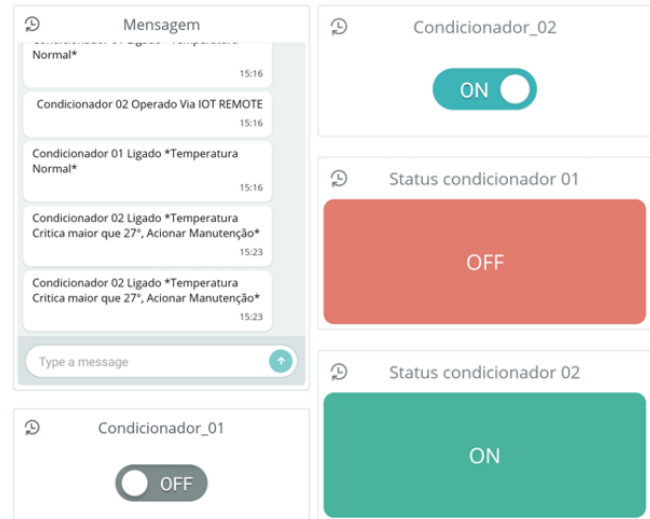 Mensagem
Normal*
15:16
Condicionador 02 Operado Via IOT REMOTE
15:16
Condicionador 01 Ligado *Temperatura
Normal*
15:16
Condicionador 02 Ligado *Temperatura
Critica maior que 27°, Acionar Manutenção*
15:23
Condicionador 02 Ligado *Temperatura
Critica maior que 27°, Acionar Manutenção*
15:23
Type a message
Condicionador_01
OFF
Condicionador_02
ON
Status condicionador 01
OFF
Status condicionador 02
ON